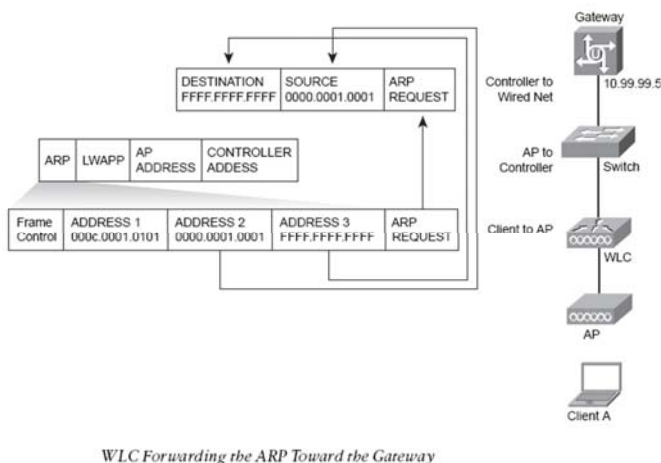 Gateway
U
10.99.99.5
Controller to
Wired Net
DESTINATION
FFFF.FFFF.FFFF
SOURCE
0000.0001.0001
ARP
REQUEST
AP to
Controller
Switch
ARP
LWAPP
AP
ADDRESS
CONTROLLER
ADDESS
Frame
Control
ADDRESS 1
000c.0001.0101
ADDRESS 2
0000.0001.0001
ADDRESS 3
FFFF.FFFF.FFFF
ARP
REQUEST
Client to AP
WLC
AP
Client A
WLC Forwarding the ARP Toward the Gateway